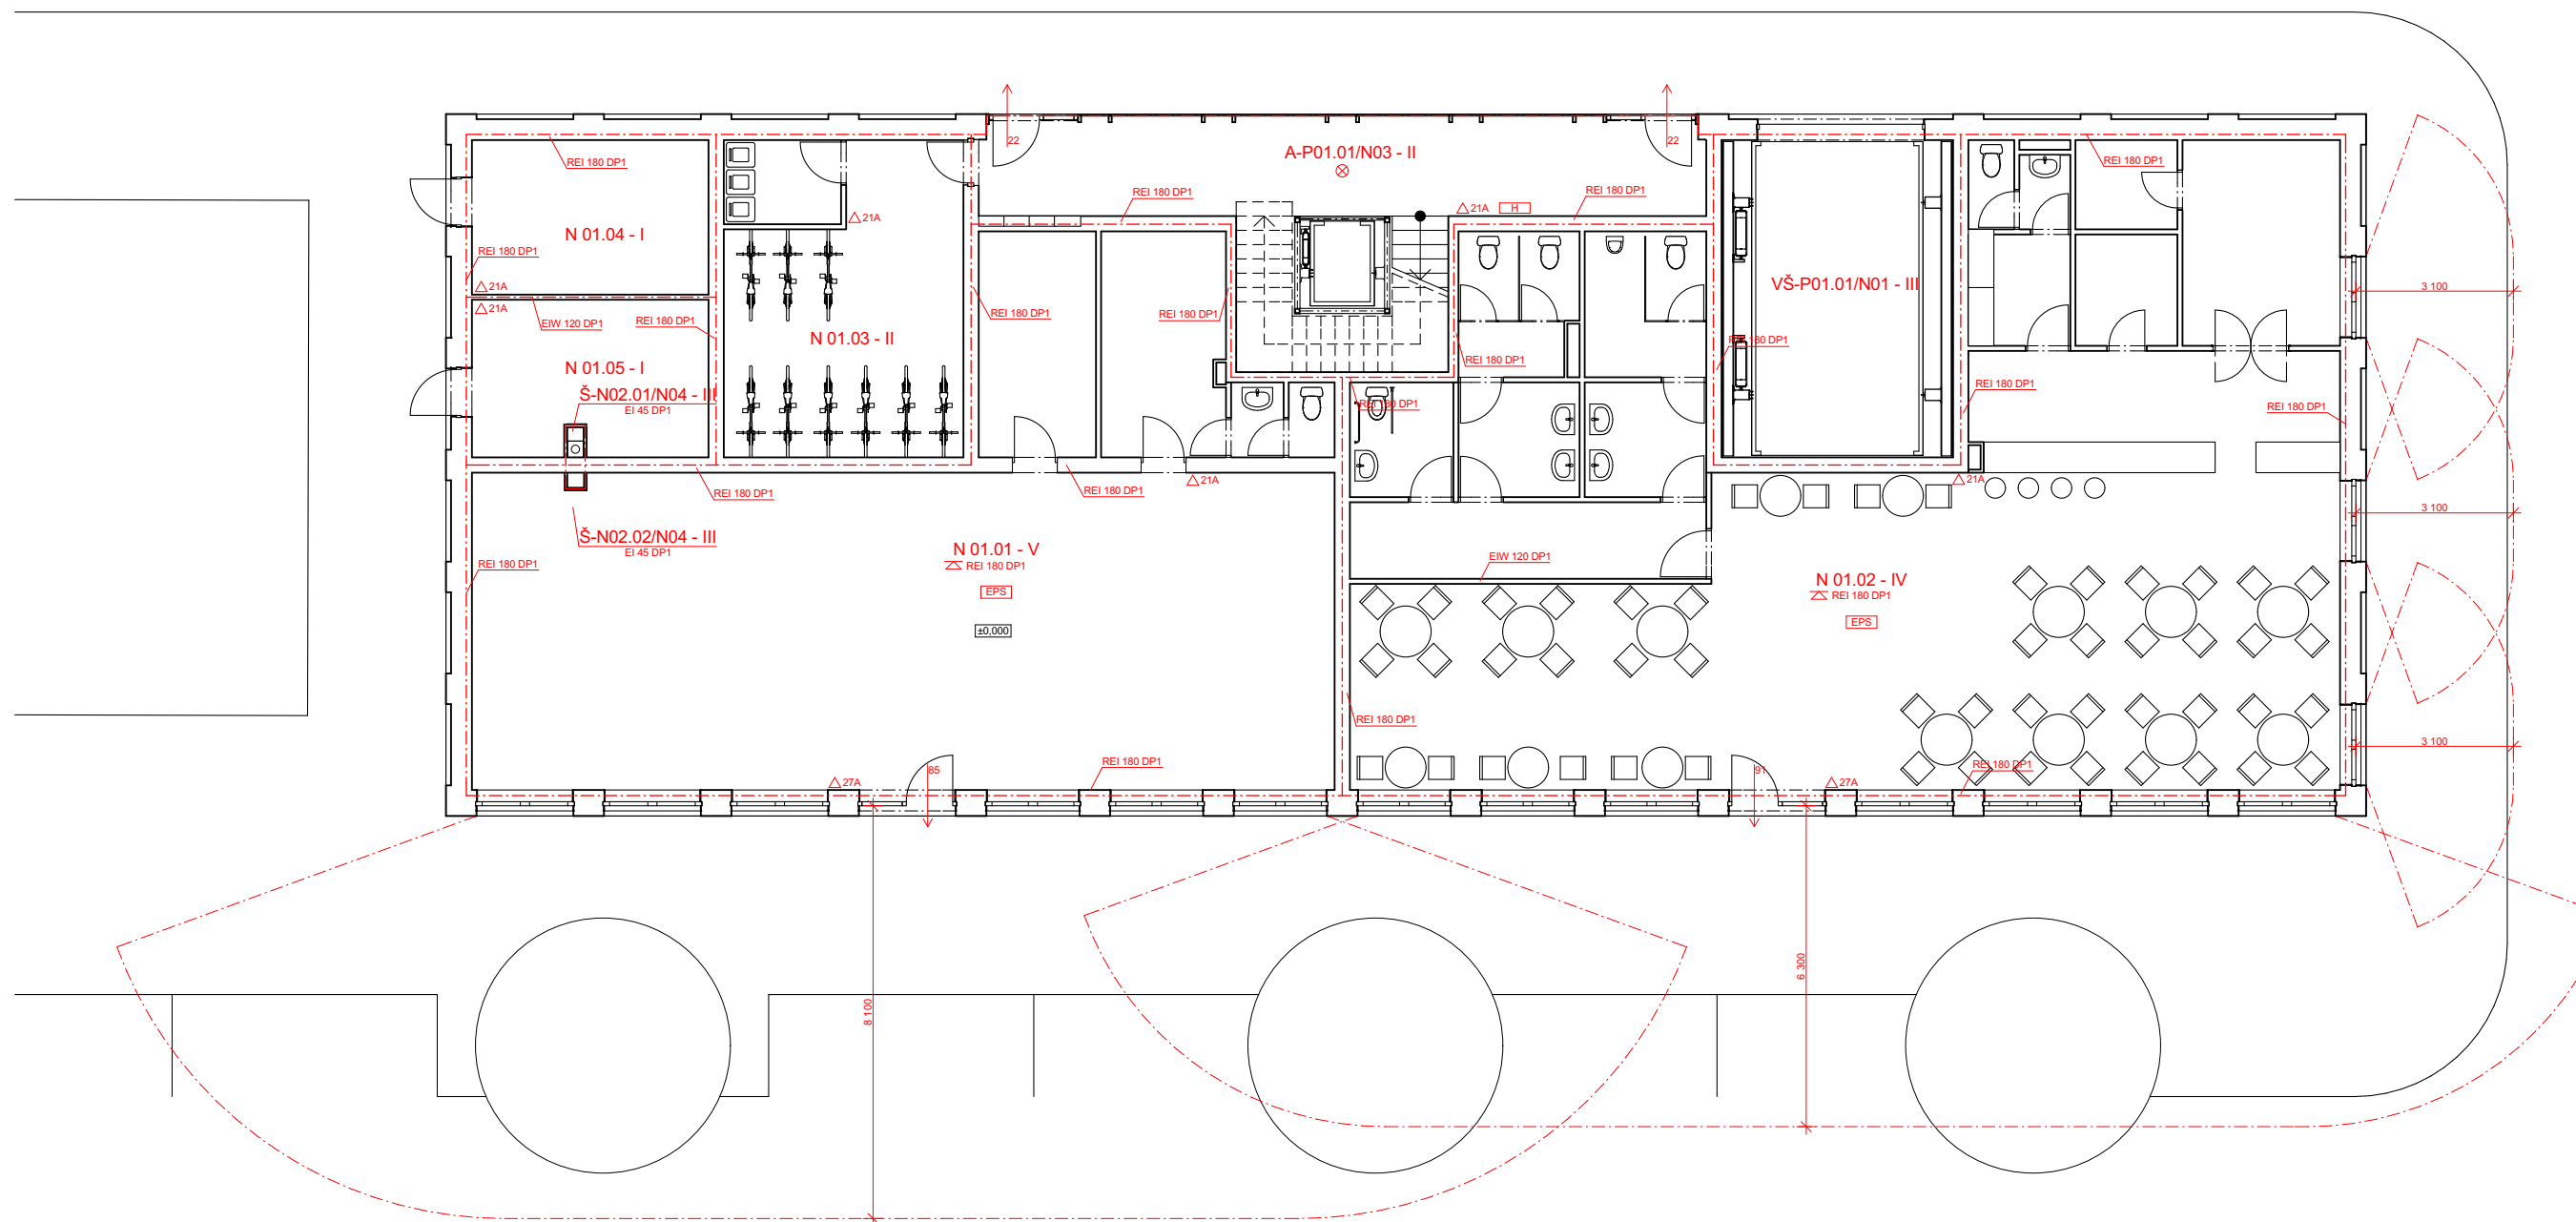 22
22
A-P01.01/N03 - II
REI 180 DP1
REI 180 DP1
REI 180 DP1
REI 180 DP1
21A
H
21A
N 01.04 - I
REI 180 DP1
VŠ-P01.01/N01 - III
21A
3 100
21A
EIW 120 DP1
REI 180 DP1
REI 180 DP1
REI 180 DP1
N 01.03 - II
REI 180 DP1
REI 180 DP1
N 01.05 - I
Š-N02.01/N04 - III
EI 45 DP1
REI 180 DP1
REI 180 DP1
REI 180 DP1
21A
21A
REI 180 DP1
REI 180 DP1
3 100
Š-N02.02/N04 - III
EI 45 DP1
N 01.01 - V
REI 180 DP1
EIW 120 DP1
REI 180 DP1
N 01.02 - IV
REI 180 DP1
EPS
EPS
±0,000
REI 180 DP1
3 100
REI 180 DP1
REI 180 DP1
85
91
27A
27A
6 300
8 100